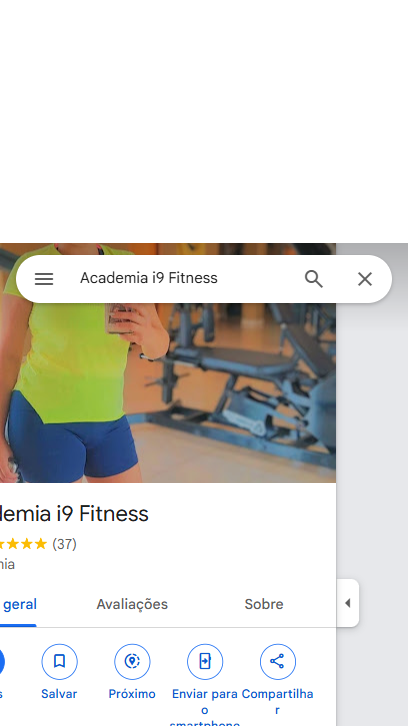 Academia i9 Fitness
demia i9 Fitness
(37)
nia
geral Avaliações Sobre
s Salvar Próximo Enviar para o smartphone Compartilhar